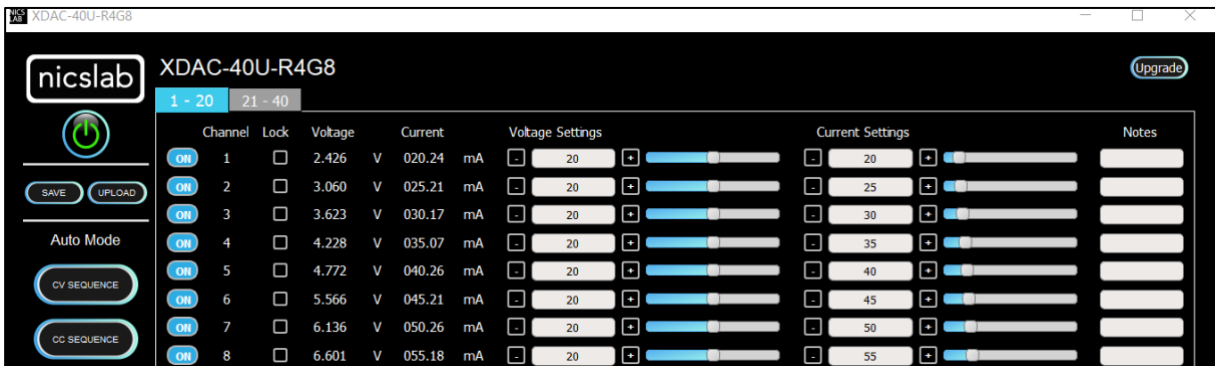 NICS
LAB XDAC-40U-R4G8
nicslab XDAC-40U-R4G8 Upgrade
1 - 20 21 - 40
Channel Lock Voltage Current Voltage Settings Current Settings Notes
ON 1 2.426 V 020.24 mA - 20 + - 20 +
SAVE UPLOAD ON 2 3.060 V 025.21 mA - 20 + - 25 +
ON 3 3.623 V 030.17 mA - 20 + - 30 +
Auto Mode ON 4 4.228 V 035.07 mA - 20 + - 35 +
ON 5 4.772 V 040.26 mA - 20 + - 40 +
CV SEQUENCE ON 6 5.566 V 045.21 mA - 20 + - 45 +
ON 7 6.136 V 050.26 mA - 20 + - 50 +
CC SEQUENCE ON 8 6.601 V 055.18 mA - 20 + - 55 +